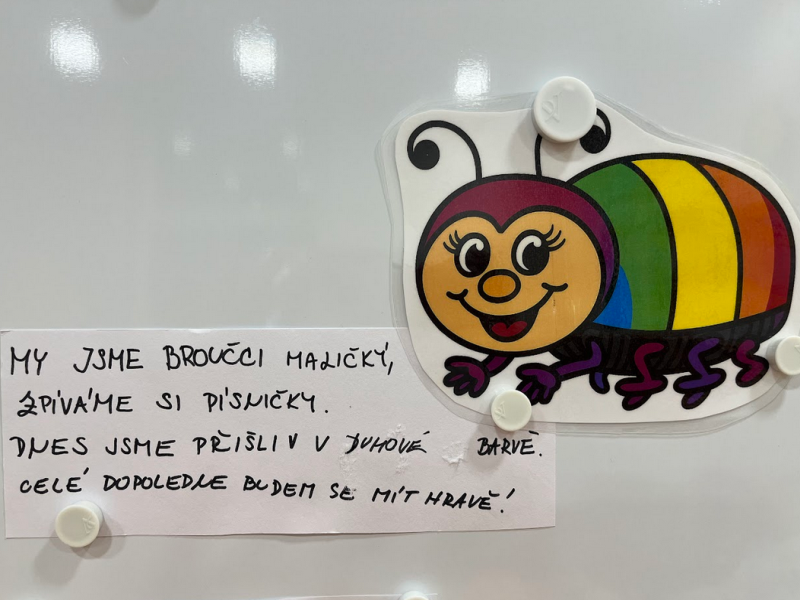 MY JSME BROUČCI MALIČKÝ,
ZPÍVÁME SI PÍSNIČKY.
DNES JSME PŘIŠLI V V DUHOVÉ BARVĚ.
CELÉ DOPOLEDNE BUDEM SE MÍT HRAVĚ!